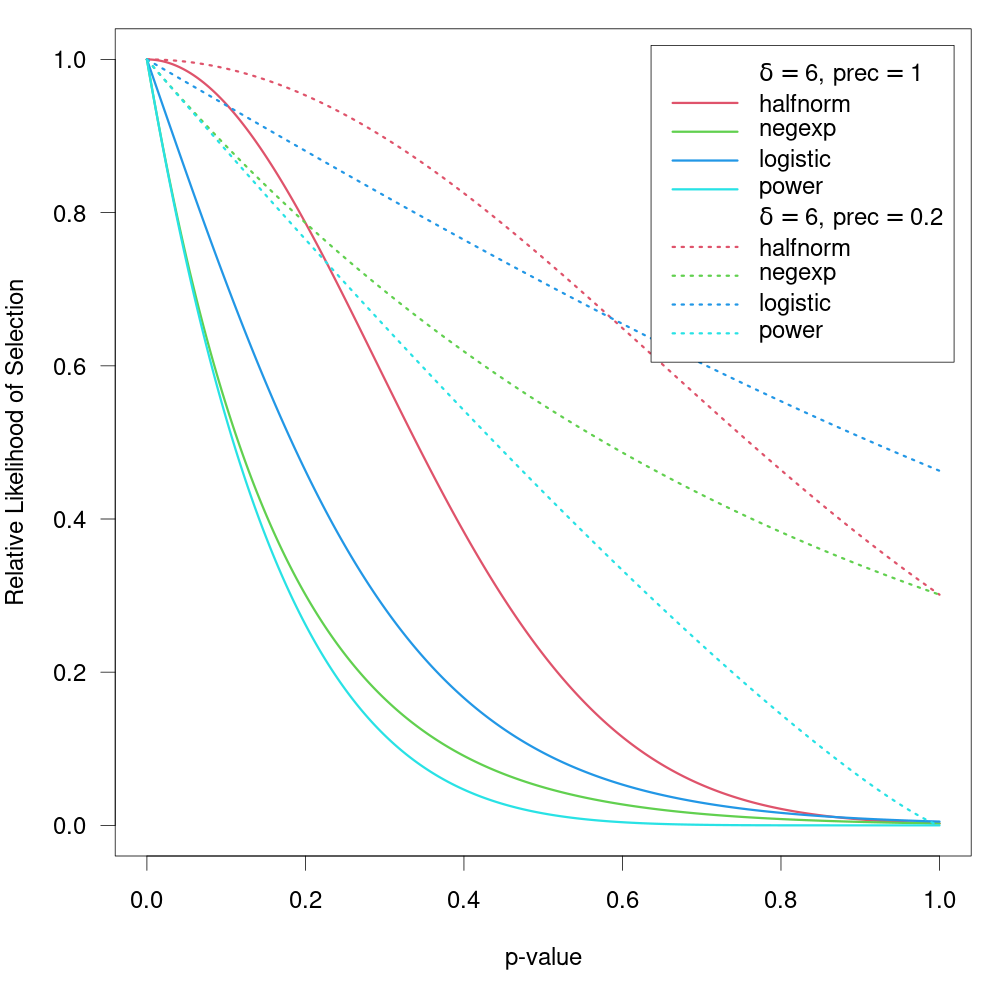 Relative Likelihood of Selection
1.0
0.8
0.6
0.4
0.2
0.0
δ = 6, prec = 1
halfnorm
negexp
logistic
power
δ = 6, prec = 0.2
halfnorm
negexp
logistic
power
0.0 0.2 0.4 0.6 0.8 1.0
p-value